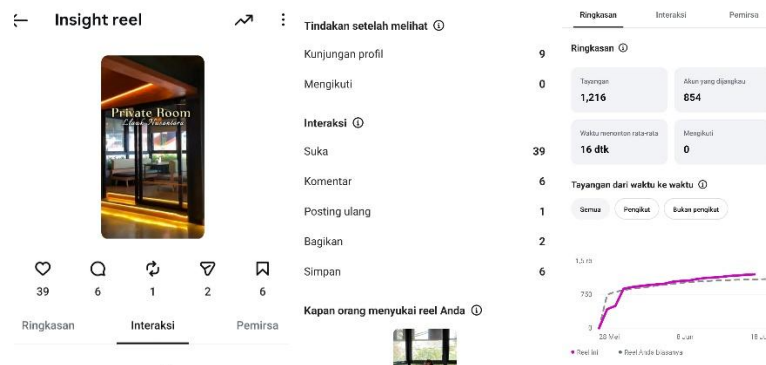 Insight reel
Private Room
39
6
1
2
6
Ringkasan
Interaksi
Pemirsa
Tindakan setelah melihat
Kunjungan profil 9
Mengikuti 0
Interaksi
Suka 39
Komentar 6
Posting ulang 1
Bagikan 2
Simpan 6
Kapan orang menyukai reel Anda
Ringkasan
Interaksi
Pemirsa
Ringkasan
Tayangan
1,216
Akun yang dijangkau
854
Waktu menonton rata-rata
16 dtk
Mengikuti
0
Tayangan dari waktu ke waktu
Semua
Pengikut
Bukan pengikut
750
0
28 Mei
8 Jun
Reel ini
Reel Anda biasanya